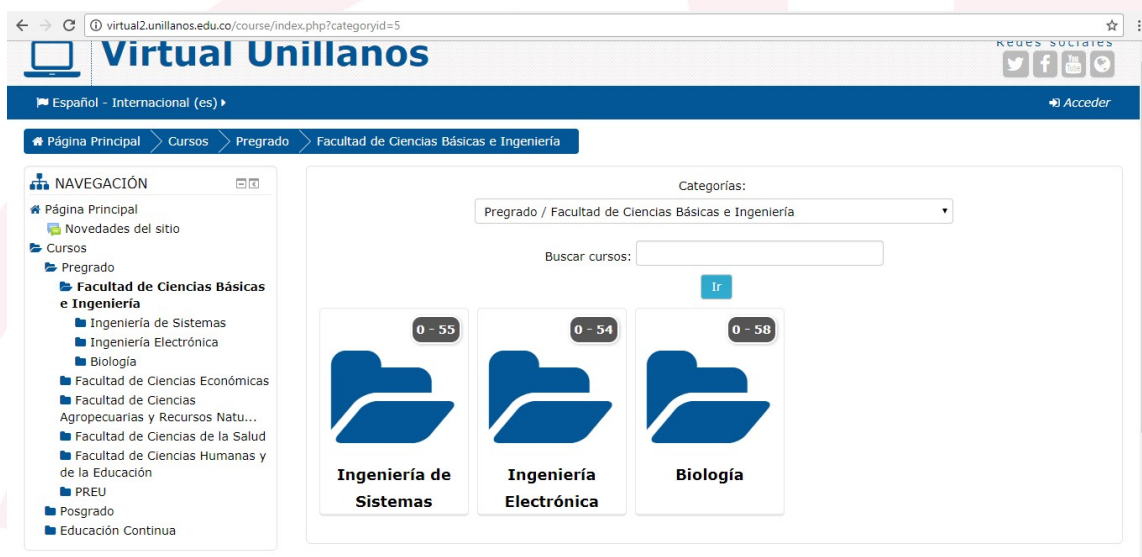 virtual2.unillanos.edu.co/course/index.php?categoryid=5
Virtual Unillanos
Redes sociales
Español - Internacional (es)
Acceder
Página Principal
Cursos
Pregrado
Facultad de Ciencias Básicas e Ingeniería
NAVEGACIÓN
Página Principal
Novedades del sitio
Cursos
Pregrado
Facultad de Ciencias Básicas
e Ingeniería
Ingeniería de Sistemas
Ingeniería Electrónica
Biología
Facultad de Ciencias Económicas
Facultad de Ciencias
Agropecuarias y Recursos Natu...
Facultad de Ciencias de la Salud
Facultad de Ciencias Humanas y
de la Educación
PREU
Posgrado
Educación Continua
Categorías:
Pregrado / Facultad de Ciencias Básicas e Ingeniería
Buscar cursos:
Ir
0 - 55
Ingeniería de
Sistemas
0 - 54
Ingeniería
Electrónica
0 - 58
Biología